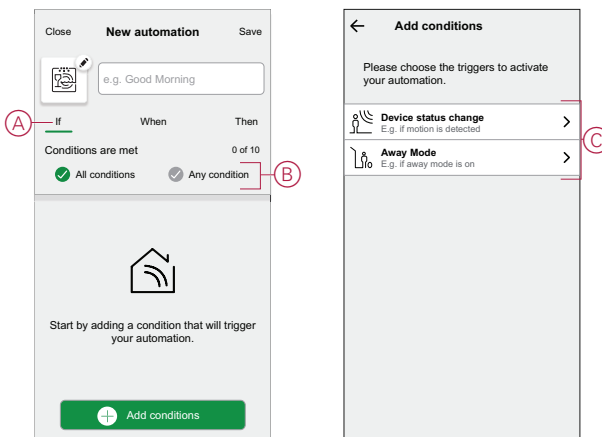 Close New automation Save
e.g. Good Morning
A
If When Then
Conditions are met 0 of 10
All conditions Any condition
B
Start by adding a condition that will trigger
your automation.
Add conditions
Add conditions
Please choose the triggers to activate
your automation.
Device status change
E.g. if motion is detected
Away Mode
E.g. if away mode is on
C